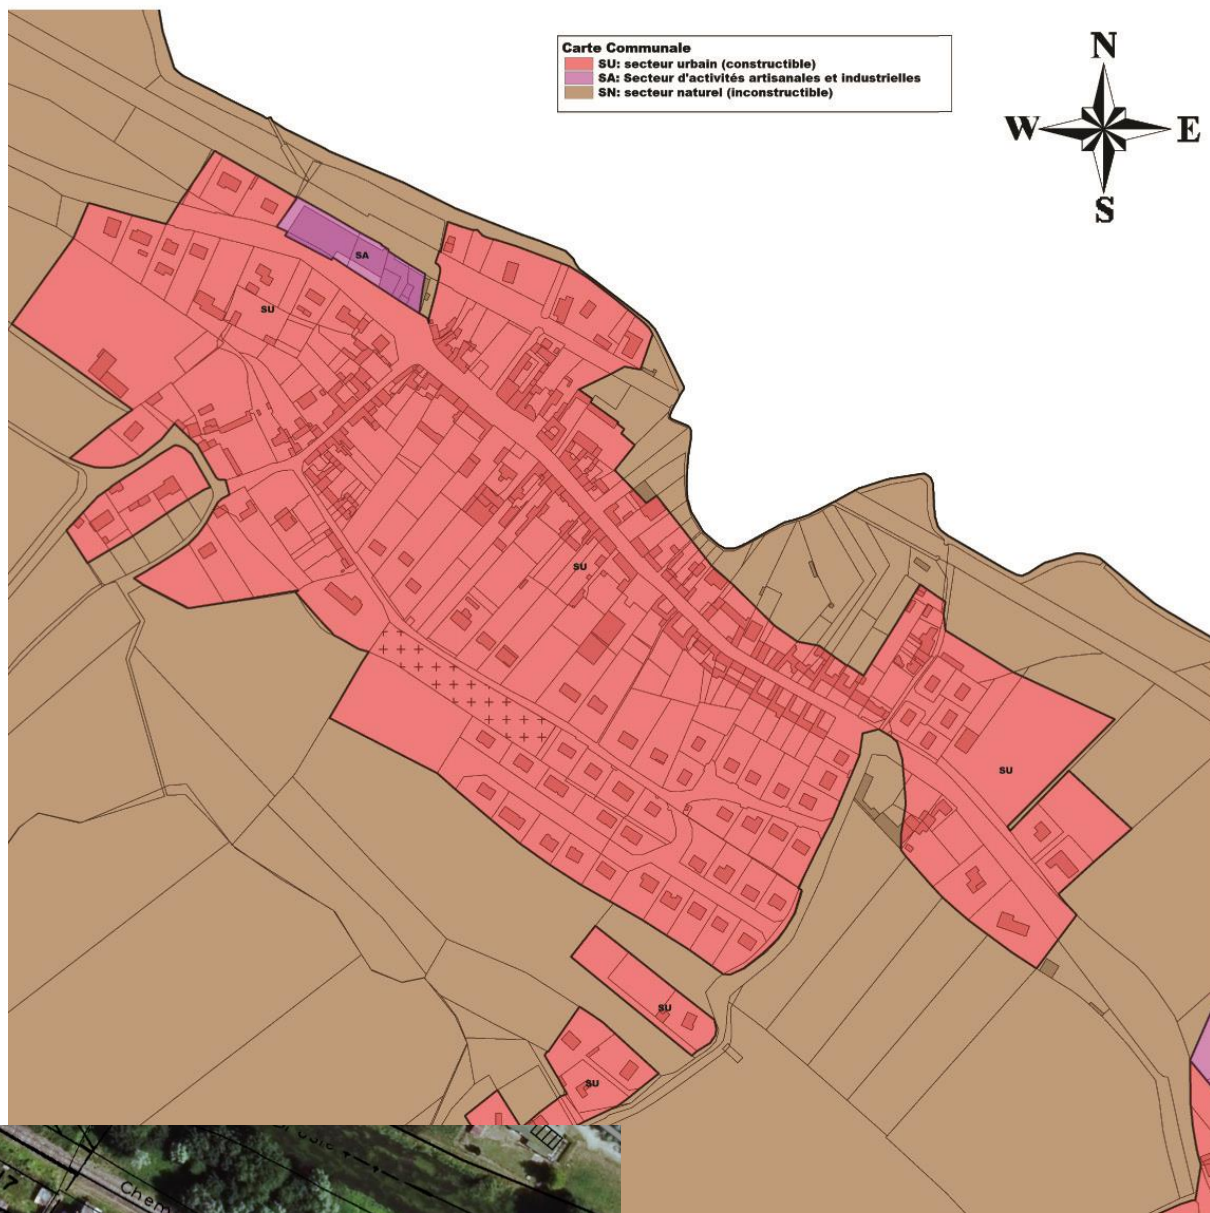 Carte Communale
SU: secteur urbain (constructible)
SA: Secteur d'activités artisanales et industrielles
SN: secteur naturel (inconstructible)
N
W E
S
SA
SU
SU
SU
SU
SU
Chem